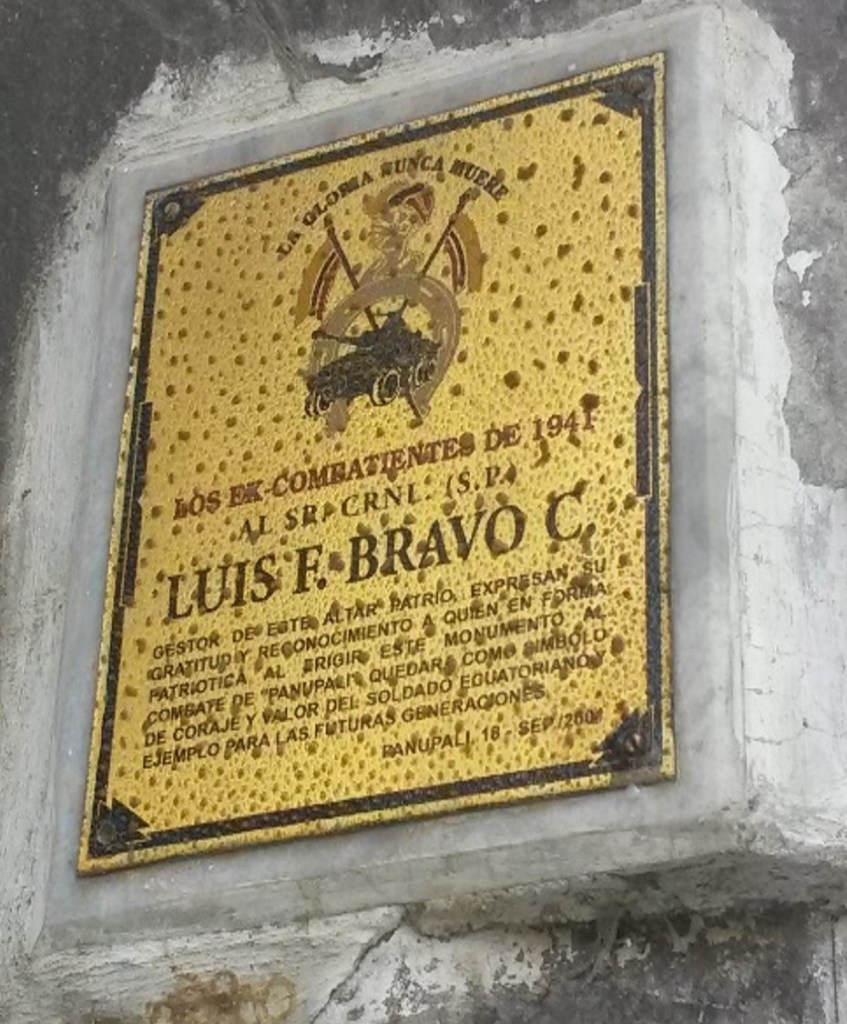 LA GLORIA NUNCA MUERE
LOS EX-COMBATIENTES DE 1941
AL SR. CRNL. (S.P.)
LUIS F. BRAVO C.
GESTOR DE ESTE ALTAR PATRIO, EXPRESAN SU
GRATITUD Y RECONOCIMIENTO A QUIEN EN FORMA
PATRIOTICA AL ERIGIR ESTE MONUMENTO AL
COMBATE DE "PANUPALI" QUEDARA COMO SIMBOLO
DE CORAJE Y VALOR DEL SOLDADO ECUATORIANO Y
EJEMPLO PARA LAS FUTURAS GENERACIONES.
PANUPALI, 18 - SEP